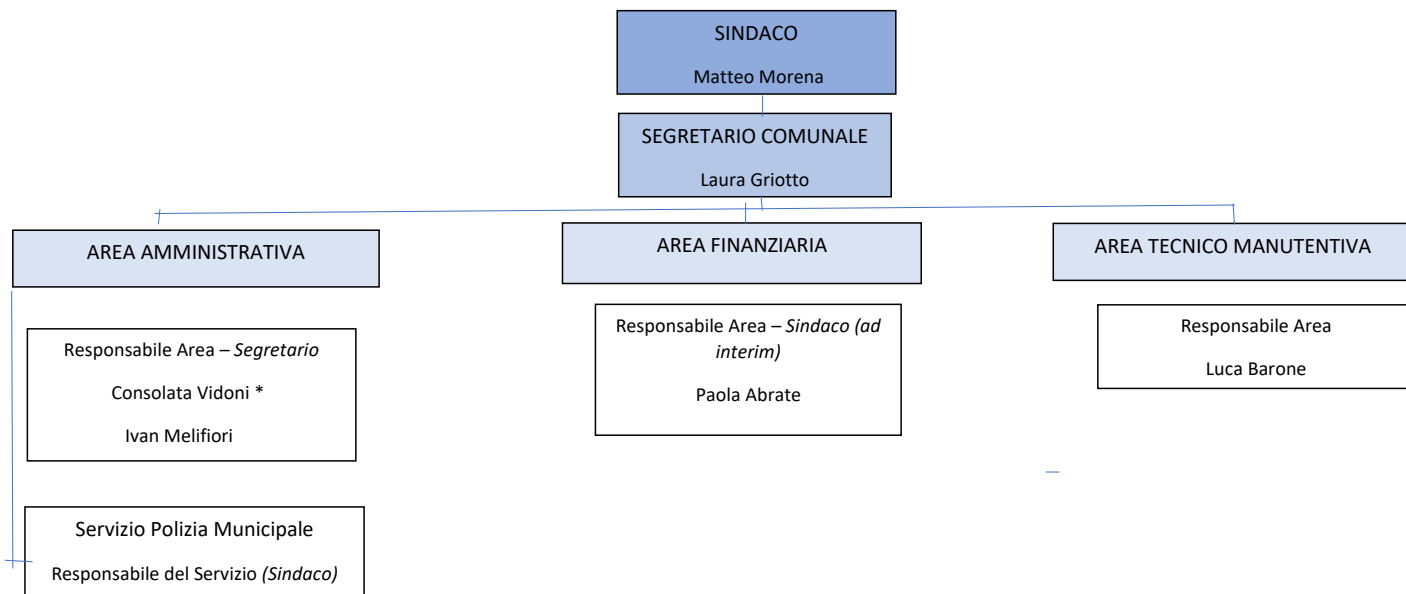 SINDACO
Matteo Morena
SEGRETARIO COMUNALE
Laura Griotto
AREA AMMINISTRATIVA
AREA FINANZIARIA
AREA TECNICO MANUTENTIVA
Responsabile Area – Segretario
Consolata Vidoni *
Ivan Melifiori
Responsabile Area – Sindaco (ad
interim)
Paola Abrate
Responsabile Area
Luca Barone
Servizio Polizia Municipale
Responsabile del Servizio (Sindaco)